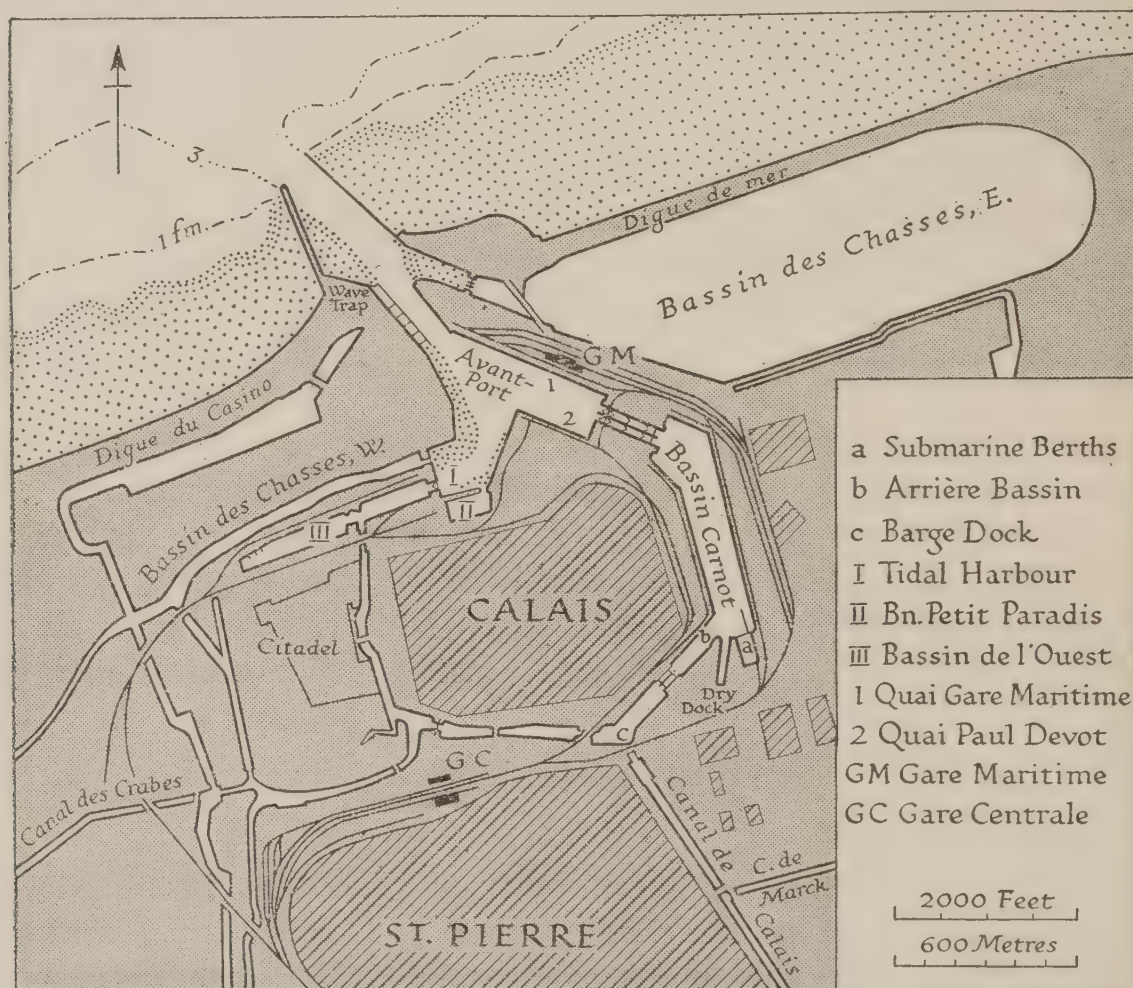 3
1 fm.
Wave
Trap
Digue de mer
Bassin des Chasses, E.
GM
Avant-
Port
1
2
Digue du Casino
Bassin des Chasses, W.
I
II
III
Bassin Carnot
CALAIS
Citadel
b
a
Dry
Dock
c
G C
Canal des Crabes
Canal de
Calais
C. de
Marck
ST. PIERRE
a Submarine Berths
b Arrière Bassin
c Barge Dock
I Tidal Harbour
II Bn. Petit Paradis
III Bassin de l'Ouest
1 Quai Gare Maritime
2 Quai Paul Devot
GM Gare Maritime
GC Gare Centrale
2000 Feet
600 Metres